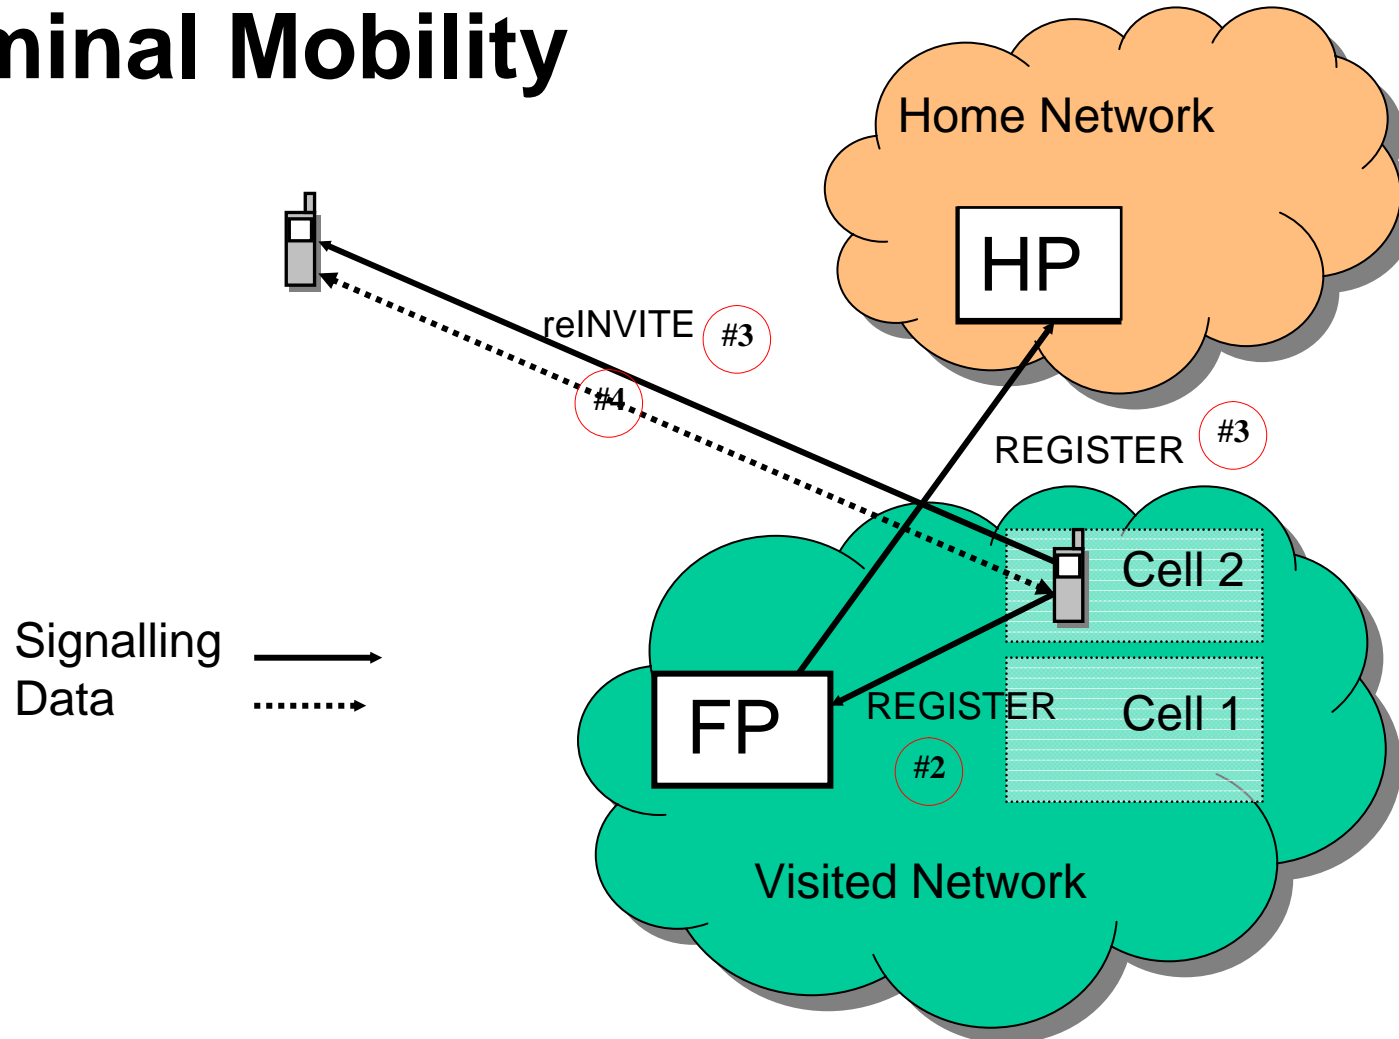 minal Mobility
Home Network
HP
reINVITE
#3
#4
REGISTER
#3
Cell 2
Signalling
Data
FP
REGISTER
Cell 1
#2
Visited Network